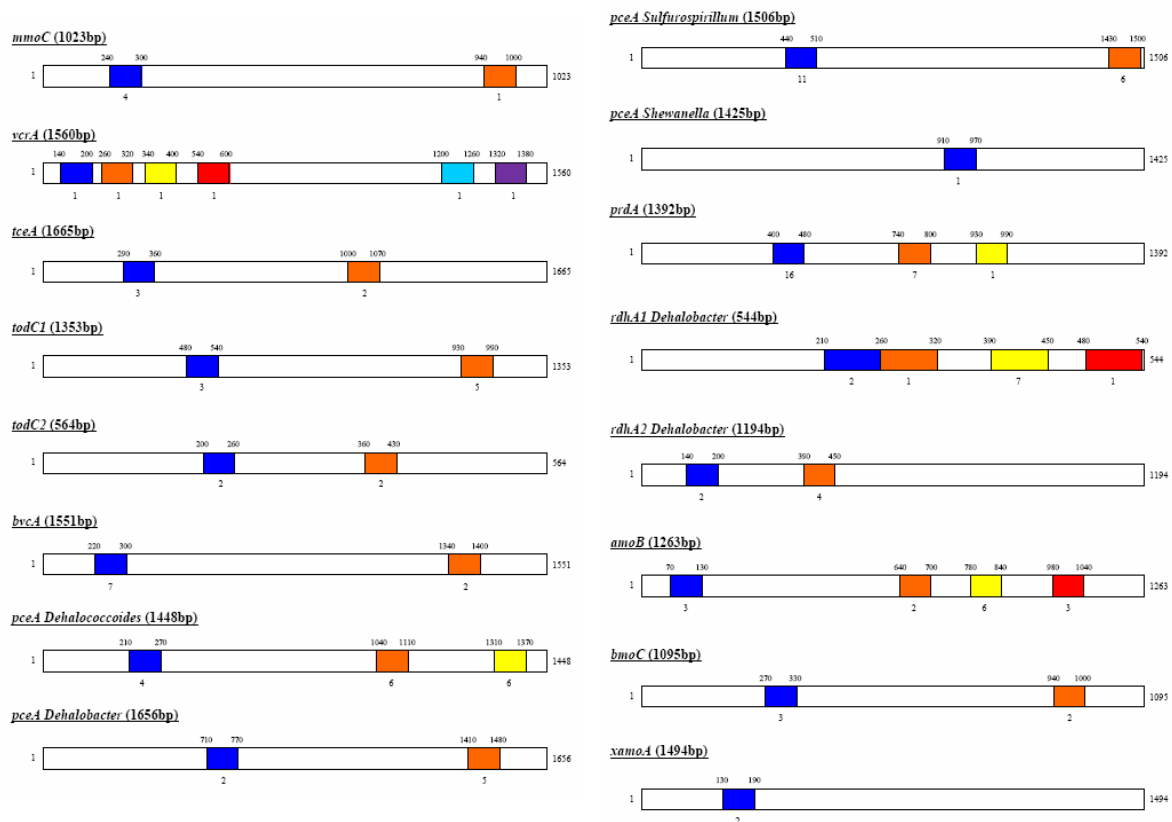 mmoC (1023bp)
240 300 940 1000
1 1023
4 1
vcrA (1560bp)
140 200 260 320 340 400 540 600 1200 1260 1320 1380
1 1560
1 1 1 1 1 1
tceA (1665bp)
290 360 1000 1070
1 1665
3 2
todC1 (1353bp)
480 540 930 990
1 1353
3 5
todC2 (564bp)
200 260 360 430
1 564
2 2
bvcA (1551bp)
220 300 1340 1400
1 1551
7 2
pceA Dehalococcoides (1448bp)
210 270 1040 1110 1310 1370
1 1448
4 6 6
pceA Dehalobacter (1656bp)
710 770 1410 1480
1 1656
2 5
pceA Sulfurospirillum (1506bp)
440 510 1430 1500
1 1506
11 6
pceA Shewanella (1425bp)
910 970
1 1425
1
prdA (1392bp)
400 480 740 800 930 990
1 1392
16 7 1
rdhA1 Dehalobacter (544bp)
210 260 320 390 450 480 540
1 544
2 1 7 1
rdhA2 Dehalobacter (1194bp)
140 200 390 450
1 1194
2 4
amoB (1263bp)
70 130 640 700 780 840 980 1040
1 1263
3 2 6 3
bmoC (1095bp)
270 330 940 1000
1 1095
3 2
xamoA (1494bp)
130 190
1 1494
2